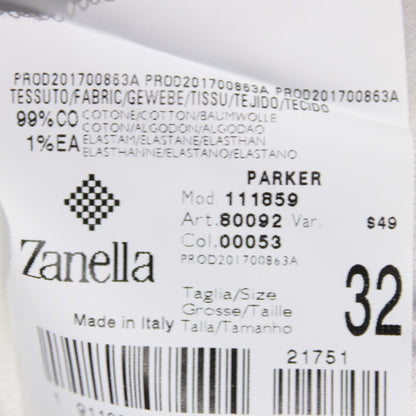 PROD201700863A PROD201700863A PROD201700863A
TESSUTO/FABRIC/GEWEBE/TISSU/TEJIDO/TECIDO
99%CO COTONE/COTTON/BAUMWOLLE
COTON/ALGODON/ALGODAO
1%EA ELASTAM/ELASTANE/ELASTHAN
ELASTHANNE/ELASTANO/ELASTANO
PARKER
Mod. 111859
Art. 80092 Var. $49
Col. 00053
PROD201700863A
Zanella
Taglia/Size
Grosse/Taille
Talla/Tamanho
32
Made in Italy
21751